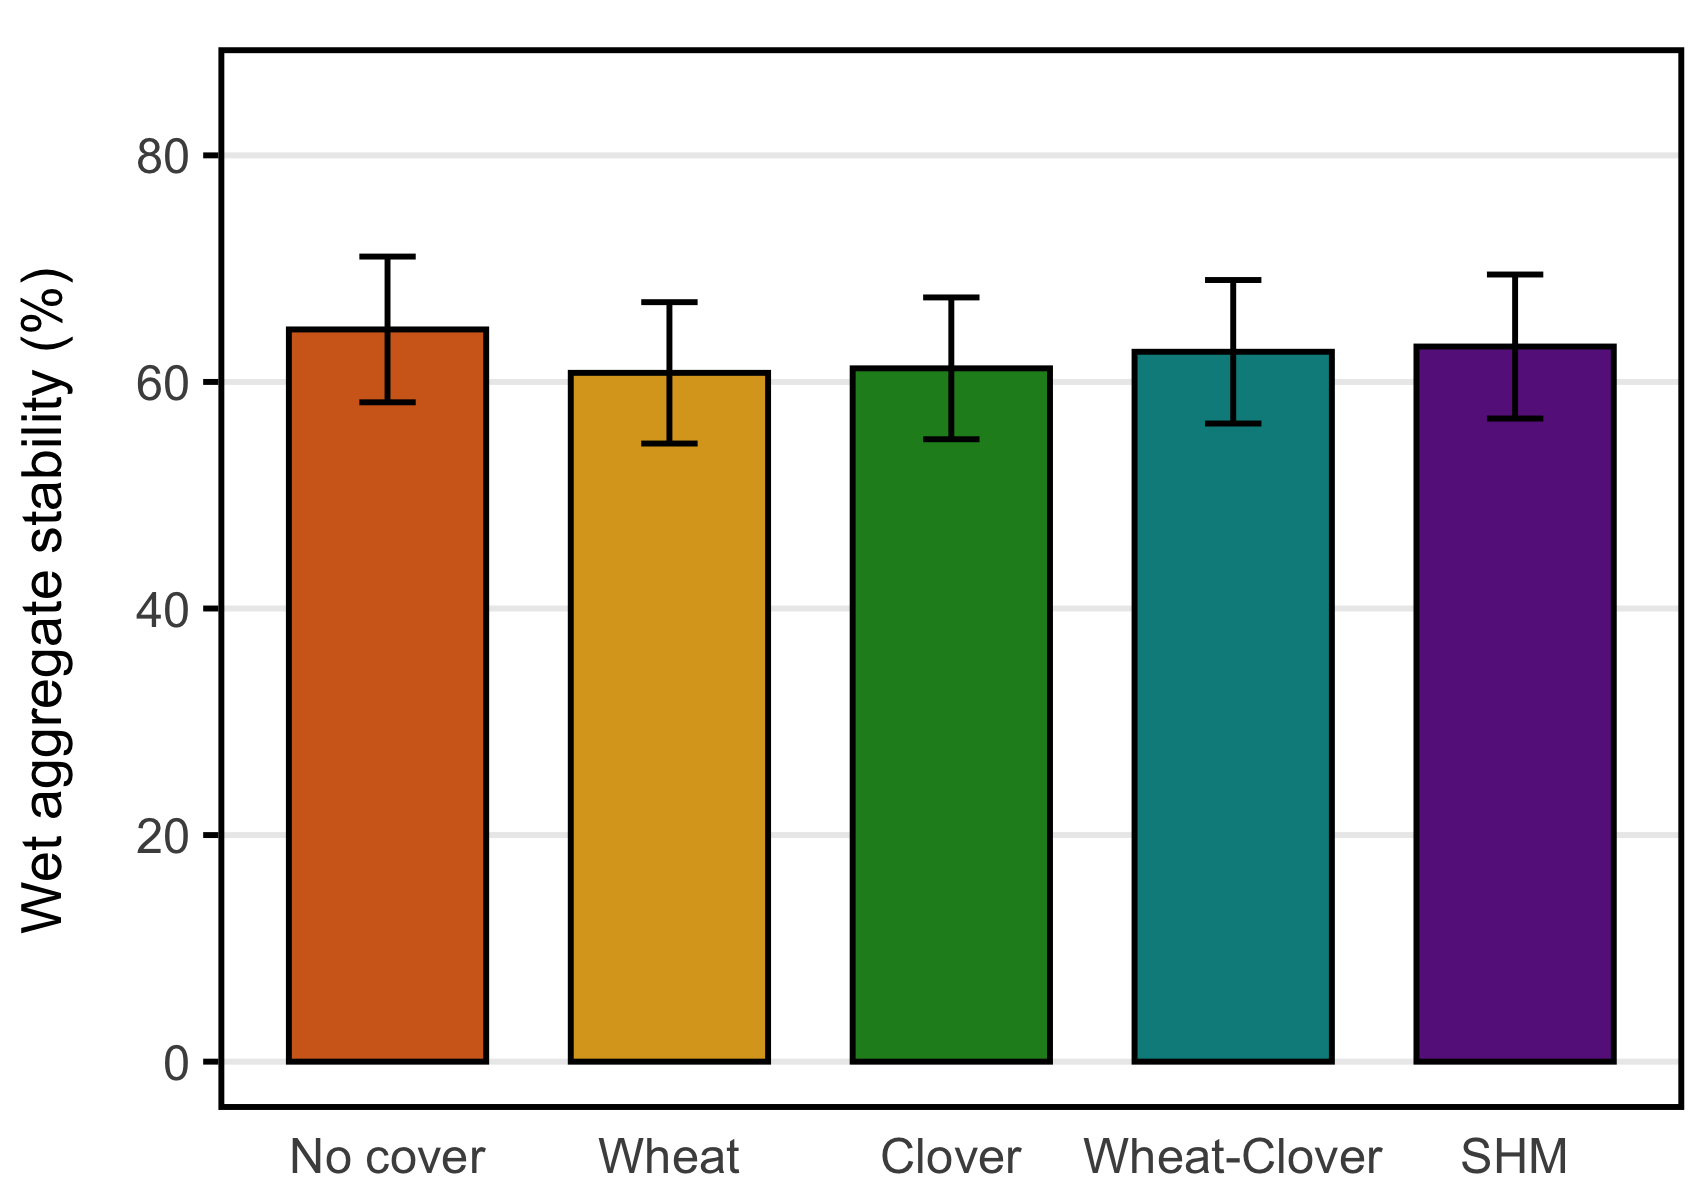 Wet aggregate stability (%)
80
60
40
20
0
No cover
Wheat
Clover
Wheat-Clover
SHM